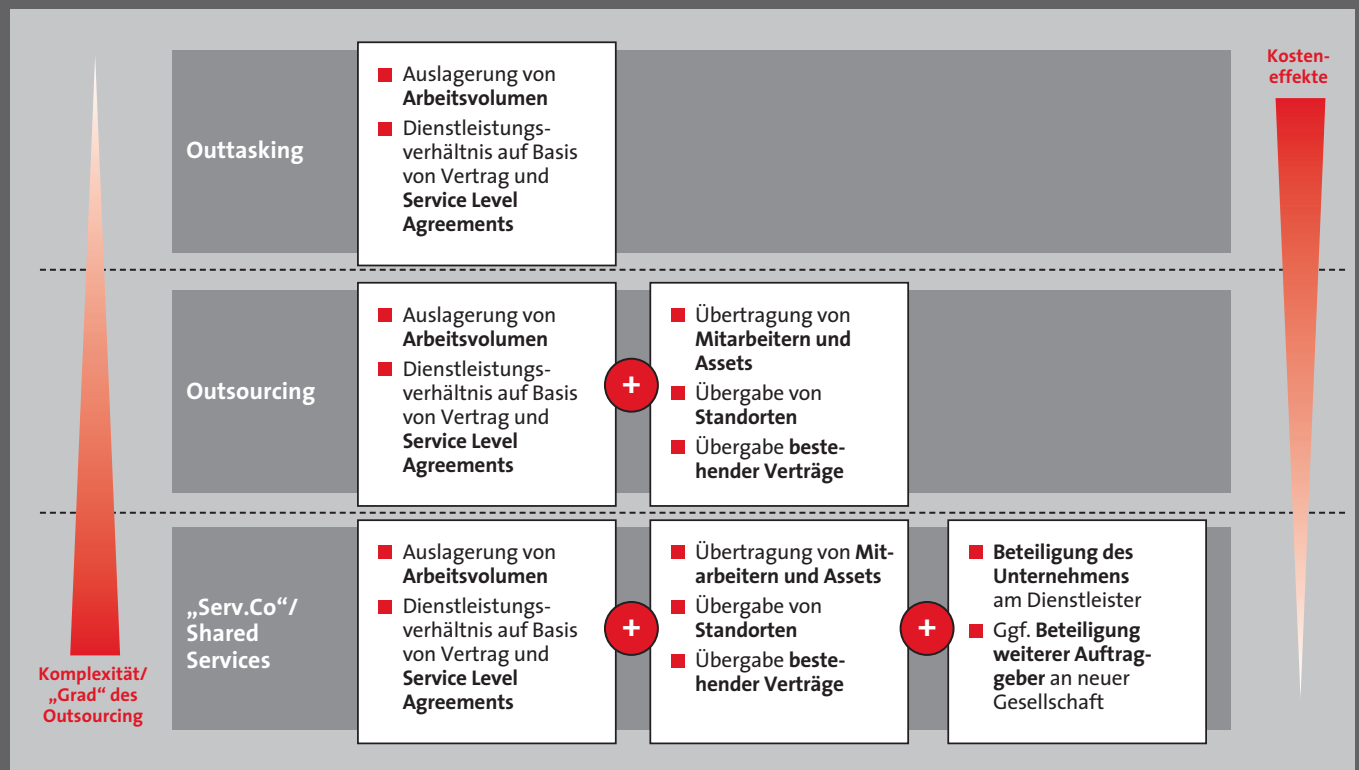 Kosten-
effekte
Outtasking
Auslagerung von
Arbeitsvolumen
Dienstleistungs-
verhältnis auf Basis
von Vertrag und
Service Level
Agreements
Outsourcing
Auslagerung von
Arbeitsvolumen
Dienstleistungs-
verhältnis auf Basis
von Vertrag und
Service Level
Agreements
+
Übertragung von
Mitarbeitern und
Assets
Übergabe von
Standorten
Übergabe beste-
hender Verträge
„Serv.Co“/
Shared
Services
Auslagerung von
Arbeitsvolumen
Dienstleistungs-
verhältnis auf Basis
von Vertrag und
Service Level
Agreements
+
Übertragung von Mit-
arbeitern und Assets
Übergabe von
Standorten
Übergabe beste-
hender Verträge
+
Beteiligung des
Unternehmens
am Dienstleister
Ggf. Beteiligung
weiterer Auftrag-
geber an neuer
Gesellschaft
Komplexität/
„Grad“ des
Outsourcing